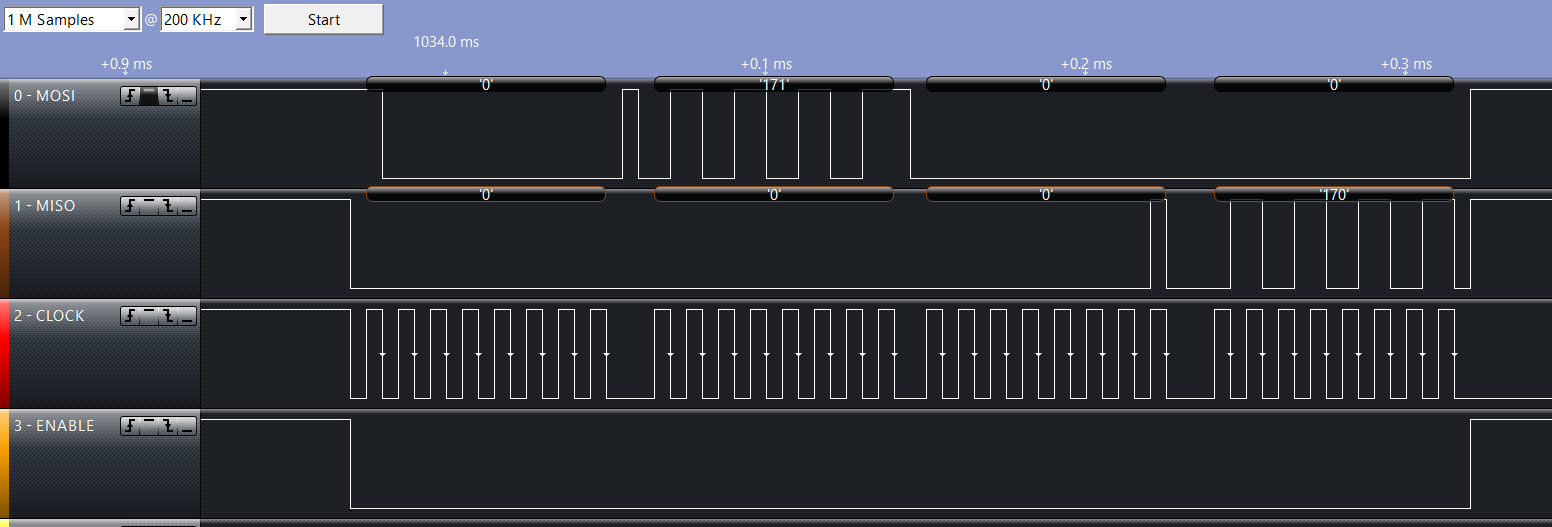 1 M Samples @ 200 KHz Start
1034.0 ms
+0.9 ms +0.1 ms +0.2 ms +0.3 ms
'0' '171' '0' '0'
0 - MOSI
'0' '0' '0' '170'
1 - MISO
2 - CLOCK
3 - ENABLE